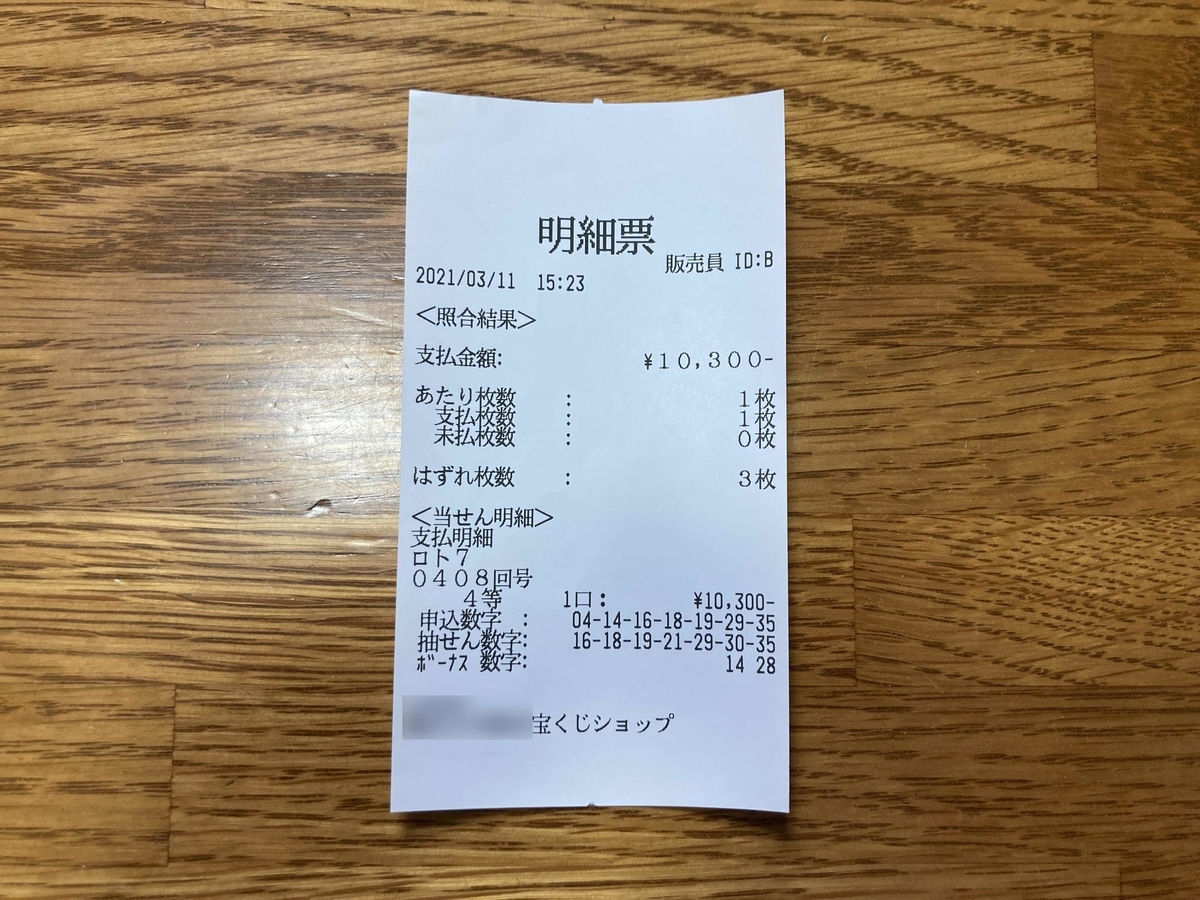 明細票
販売員 ID:B
2021/03/11 15:23
＜照合結果＞
支払金額: ¥１０,３００-
あたり枚数 : １枚
支払枚数 : １枚
未払枚数 : ０枚
はずれ枚数 : ３枚
＜当せん明細＞
支払明細
ロト７
０４０８回号
４等 1口: ¥10,300-
申込数字 : 04-14-16-18-19-29-35
抽せん数字: 16-18-19-21-29-30-35
ﾎﾞｰﾅｽ 数字: 14 28
宝くじショップ